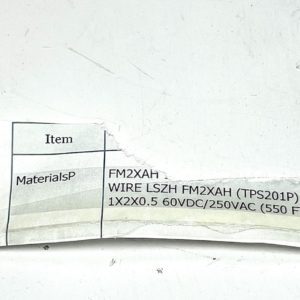 Item
MaterialsP FM2XAH
WIRE LSZH FM2XAH (TPS201P)
1X2X0.5 60VDC/250VAC (550 F